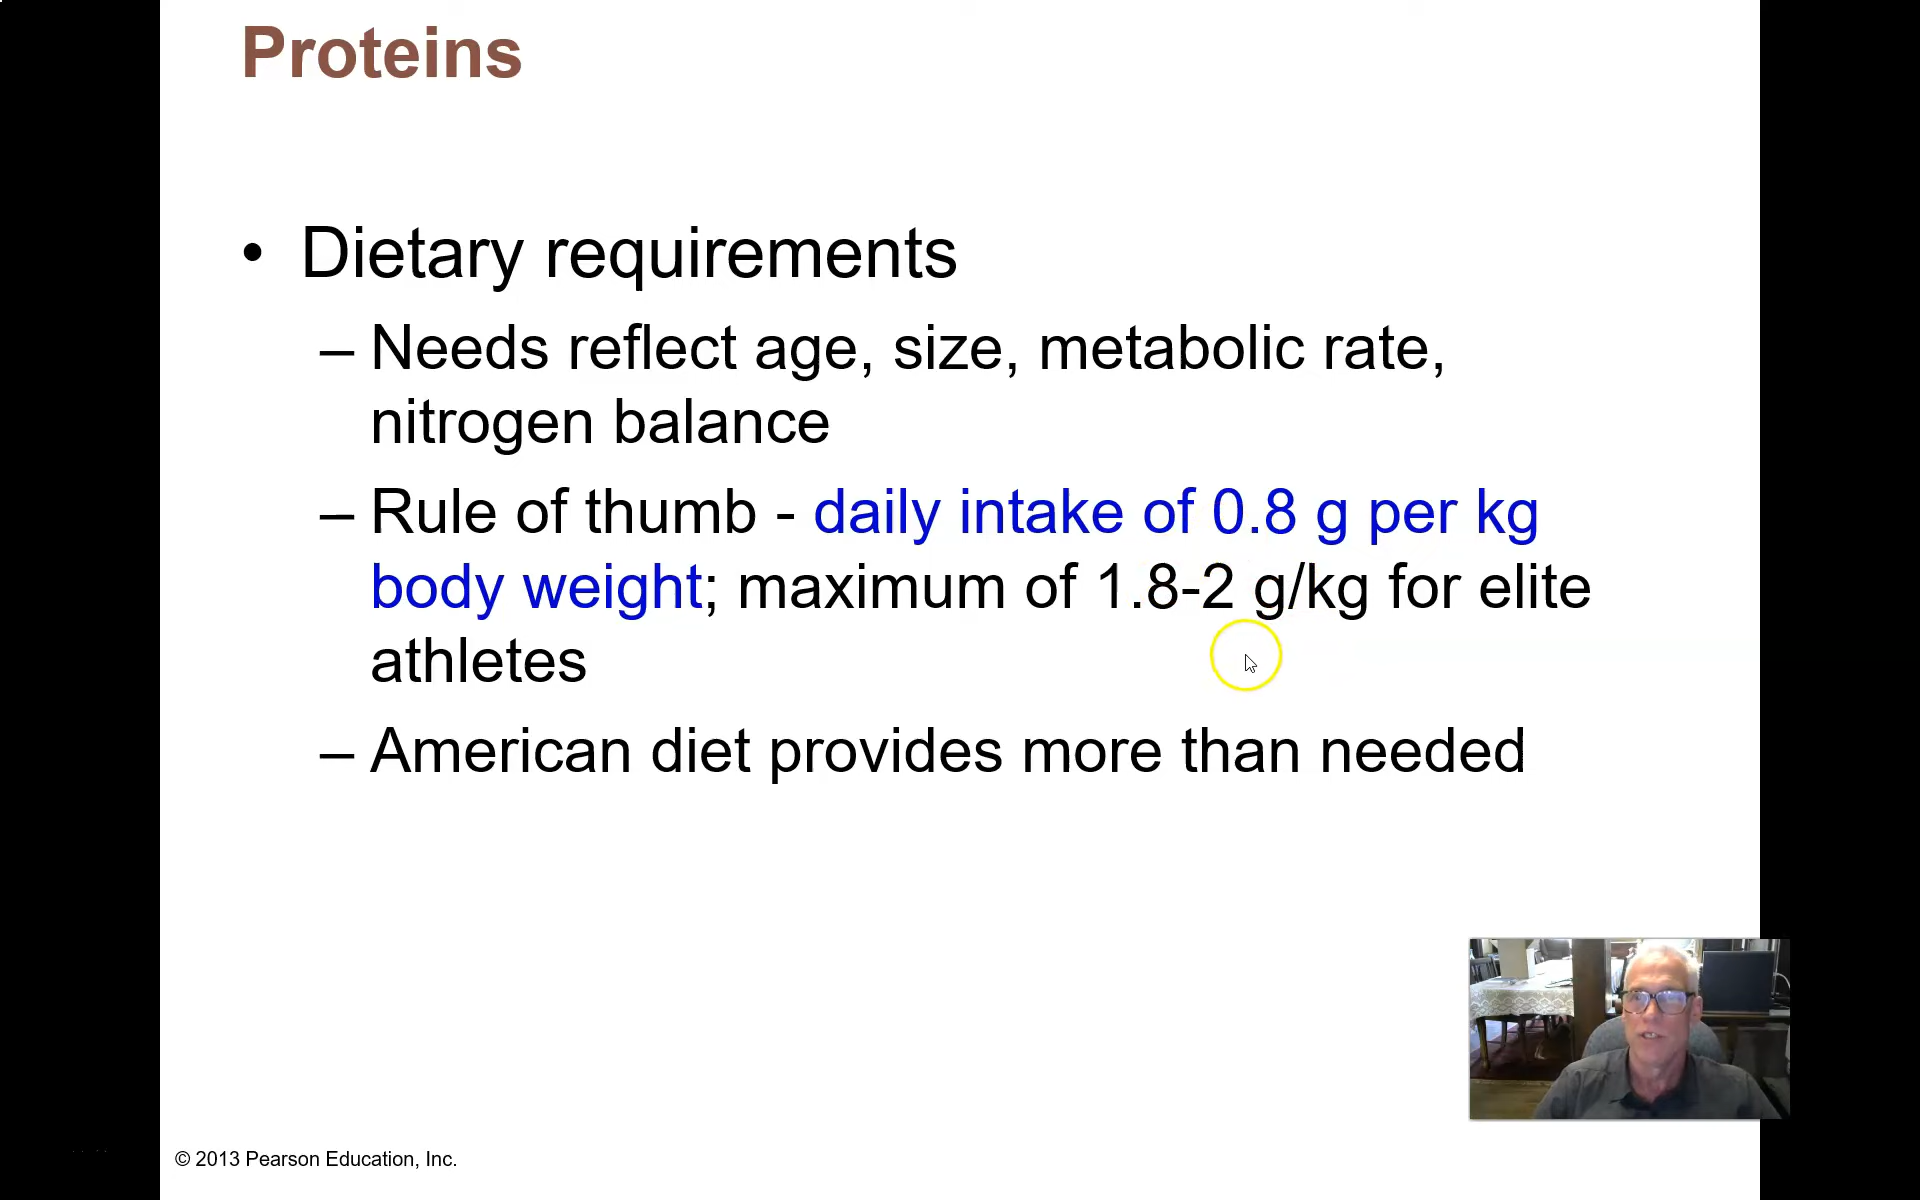 Proteins
• Dietary requirements
– Needs reflect age, size, metabolic rate,
nitrogen balance
– Rule of thumb - daily intake of 0.8 g per kg
body weight; maximum of 1.8-2 g/kg for elite
athletes
– American diet provides more than needed
© 2013 Pearson Education, Inc.